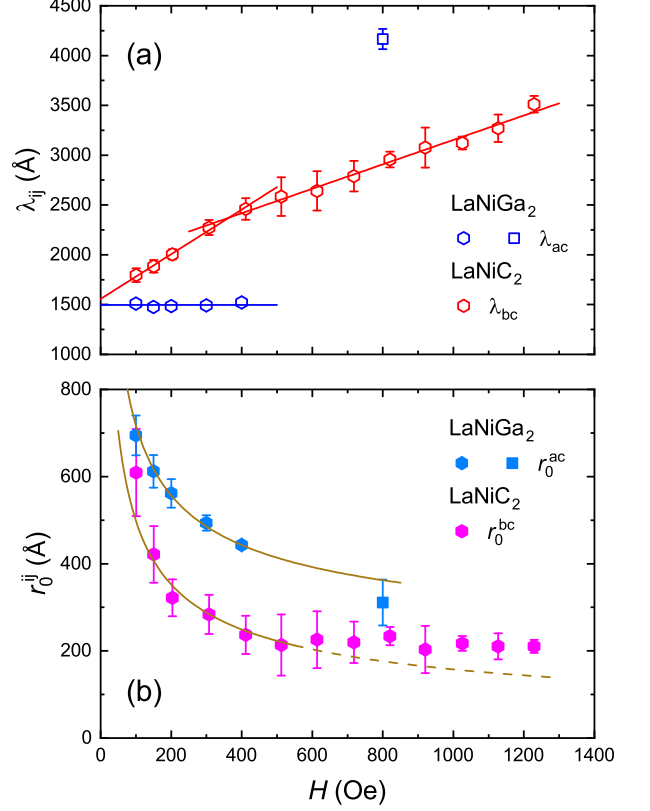 4500
4000
3500
3000
2500
2000
1500
1000
λij (Å)
(a)
LaNiGa2
λac
LaNiC2
λbc
800
600
400
200
0
r0ij (Å)
LaNiGa2
r0ac
LaNiC2
r0bc
(b)
0 200 400 600 800 1000 1200 1400
H (Oe)